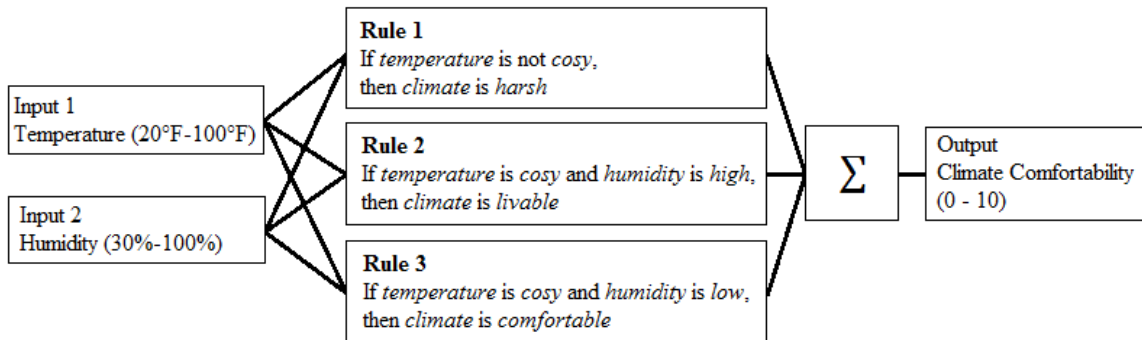 Input 1
Temperature (20°F-100°F)
Input 2
Humidity (30%-100%)
Rule 1
If temperature is not cosy,
then climate is harsh
Rule 2
If temperature is cosy and humidity is high,
then climate is livable
Rule 3
If temperature is cosy and humidity is low,
then climate is comfortable
Σ
Output
Climate Comfortability
(0 - 10)